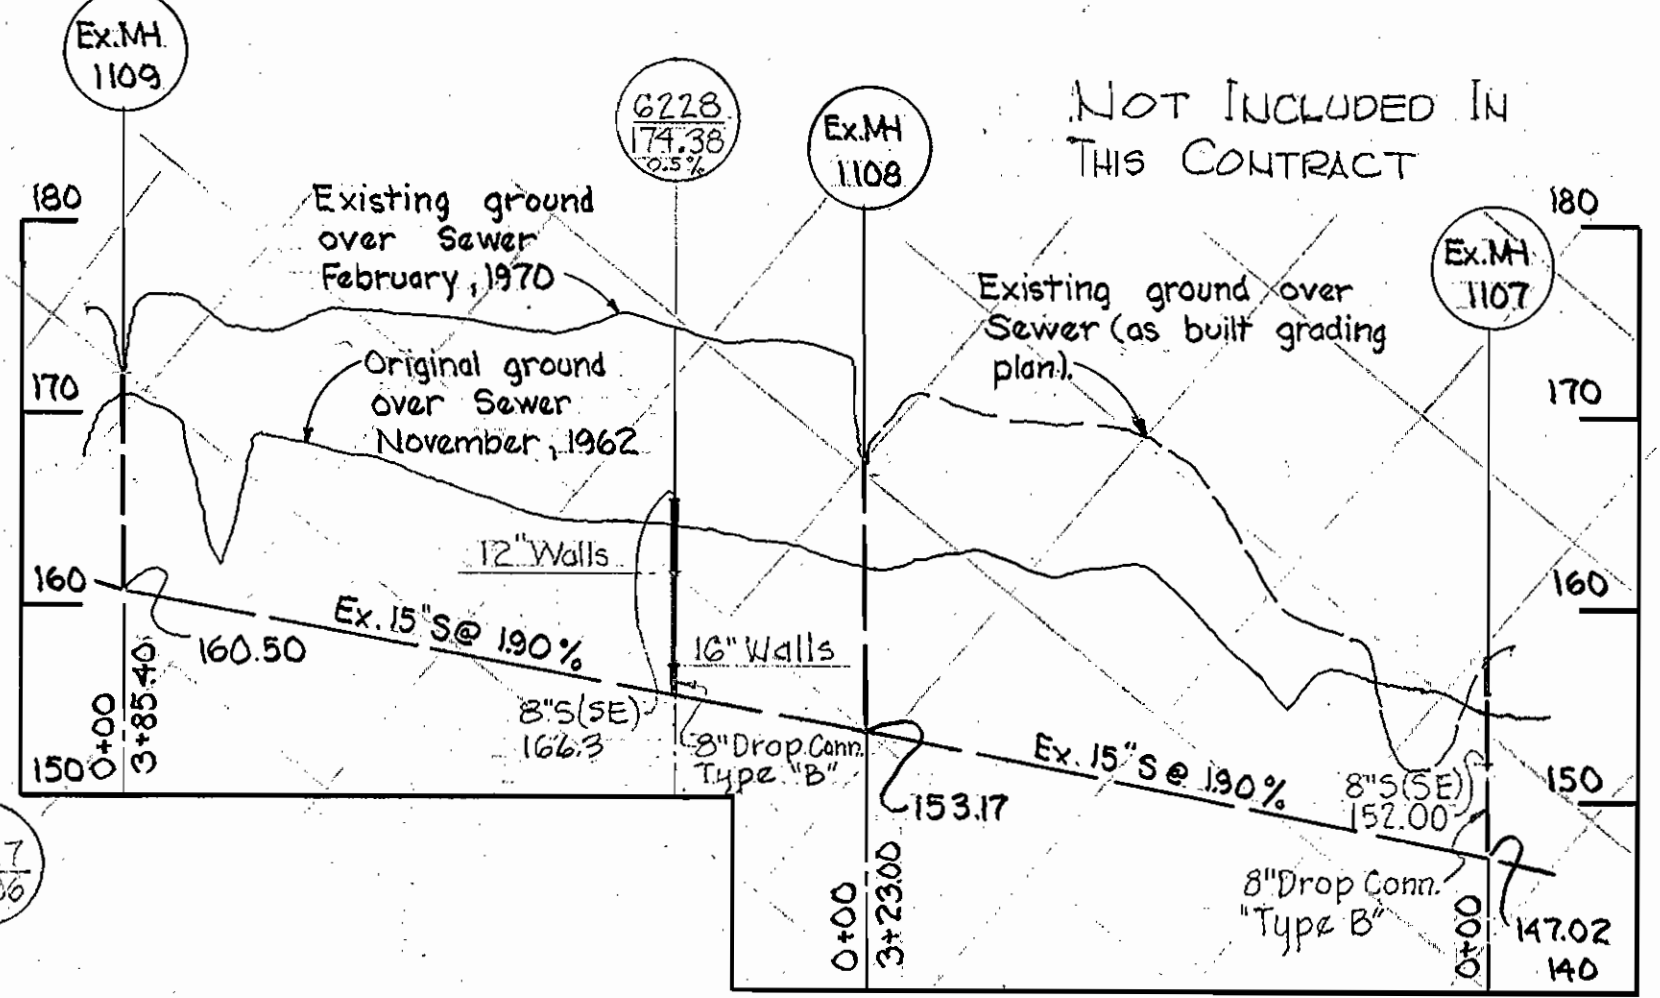 Ex.MH.
1109
6228
174.38
0.5%
Ex.MH
1108
NOT INCLUDED IN
THIS CONTRACT
Ex.MH.
1107
180
180
Existing ground
over Sewer
February, 1970
Existing ground over
Sewer (as built grading
plan).
Original ground
over Sewer
November, 1962
170
170
12" Walls
160
160
Ex. 15"S @ 1.90%
160.50
16" Walls
8"S(SE)
166.3
8" Drop Conn.
Type "B"
Ex. 15"S @ 1.90%
0+00
3+85.40
150
150
153.17
8"S(SE)
152.00
8" Drop Conn.
"Type B"
0+00
3+23.00
0+00
147.02
140
7